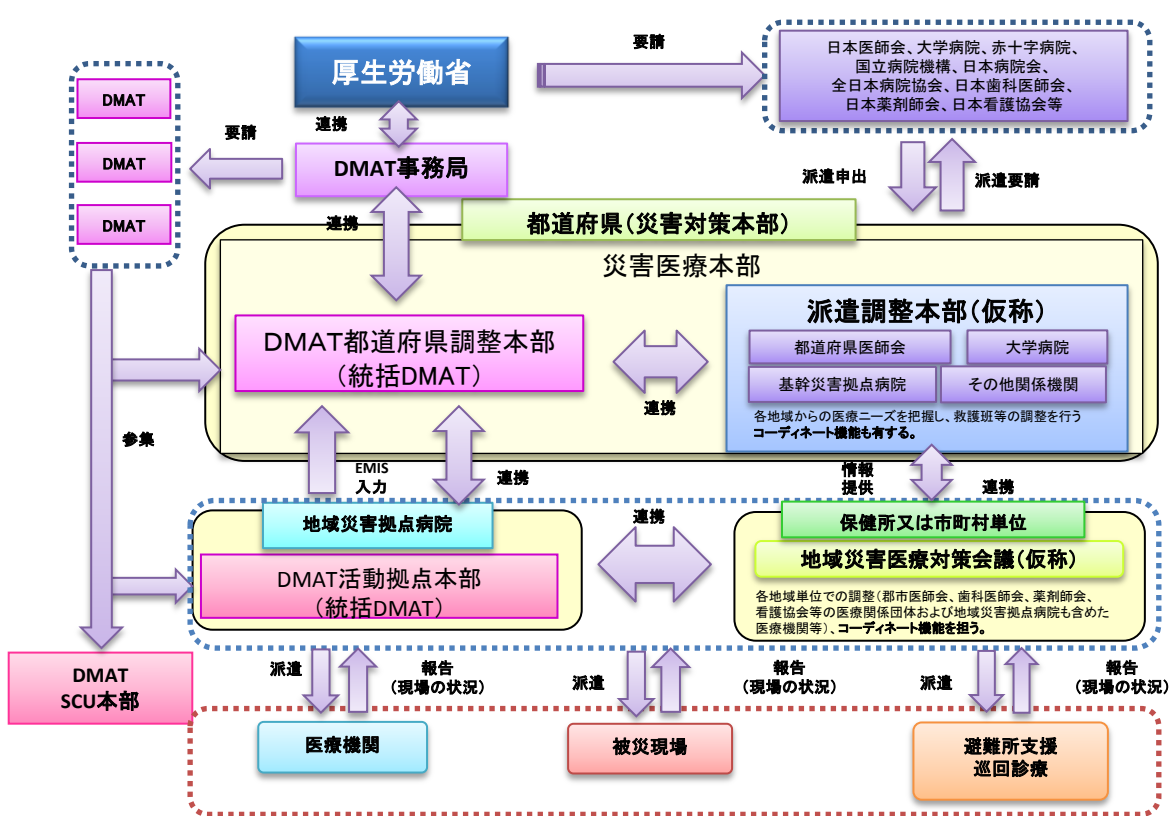 厚生労働省
要請
日本医師会、大学病院、赤十字病院、
国立病院機構、日本病院会、
全日本病院協会、日本歯科医師会、
日本薬剤師会、日本看護協会等
DMAT
DMAT
DMAT
要請
連携
DMAT事務局
派遣申出
派遣要請
連携
都道府県(災害対策本部)
災害医療本部
DMAT都道府県調整本部
(統括DMAT)
連携
派遣調整本部(仮称)
都道府県医師会
大学病院
基幹災害拠点病院
その他関係機関
各地域からの医療ニーズを把握し、救護班等の調整を行う
コーディネート機能も有する。
参集
EMIS
入力
連携
情報
提供
連携
地域災害拠点病院
DMAT活動拠点本部
(統括DMAT)
連携
保健所又は市町村単位
地域災害医療対策会議(仮称)
各地域単位での調整(郡市医師会、歯科医師会、薬剤師会、
看護協会等の医療関係団体および地域災害拠点病院も含めた
医療機関等)、コーディネート機能を担う。
DMAT
SCU本部
派遣
報告
(現場の状況)
派遣
報告
(現場の状況)
派遣
報告
(現場の状況)
医療機関
被災現場
避難所支援
巡回診療